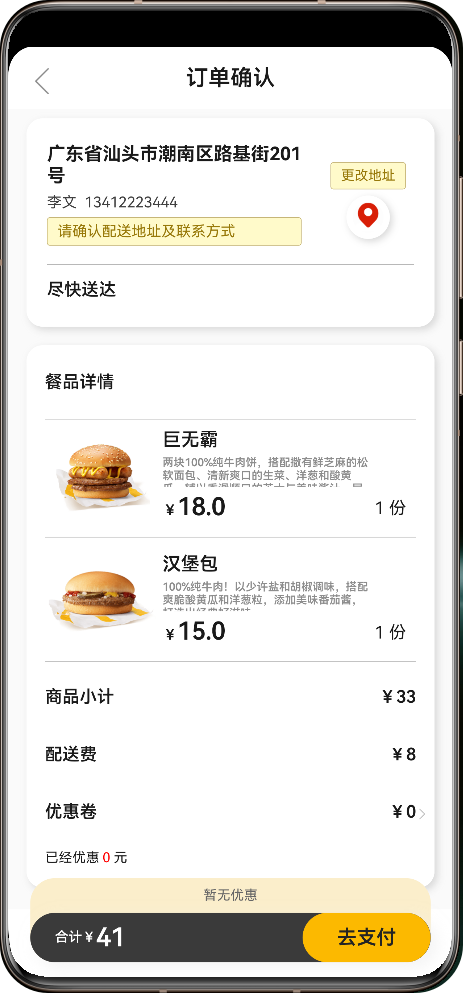 订单确认
广东省汕头市潮南区路基街201
号
更改地址
李文 13412223444
请确认配送地址及联系方式
尽快送达
餐品详情
巨无霸
两块100%纯牛肉饼，搭配撒有鲜芝麻的松
软面包、清新爽口的生菜、洋葱和酸黄
¥18.0
1 份
汉堡包
100%纯牛肉！以少许盐和胡椒调味，搭配
爽脆酸黄瓜和洋葱粒，添加美味番茄酱，
¥15.0
1 份
商品小计
¥33
配送费
¥8
优惠卷
¥0
已经优惠 0 元
暂无优惠
合计 ¥41
去支付